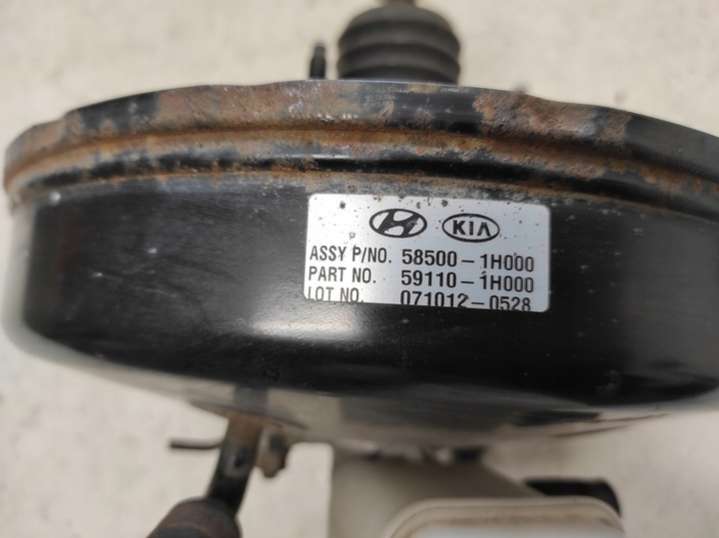 KIA
ASSY P/NO. 58500-1H000
PART NO. 59110-1H000
LOT NO. 071012-0528